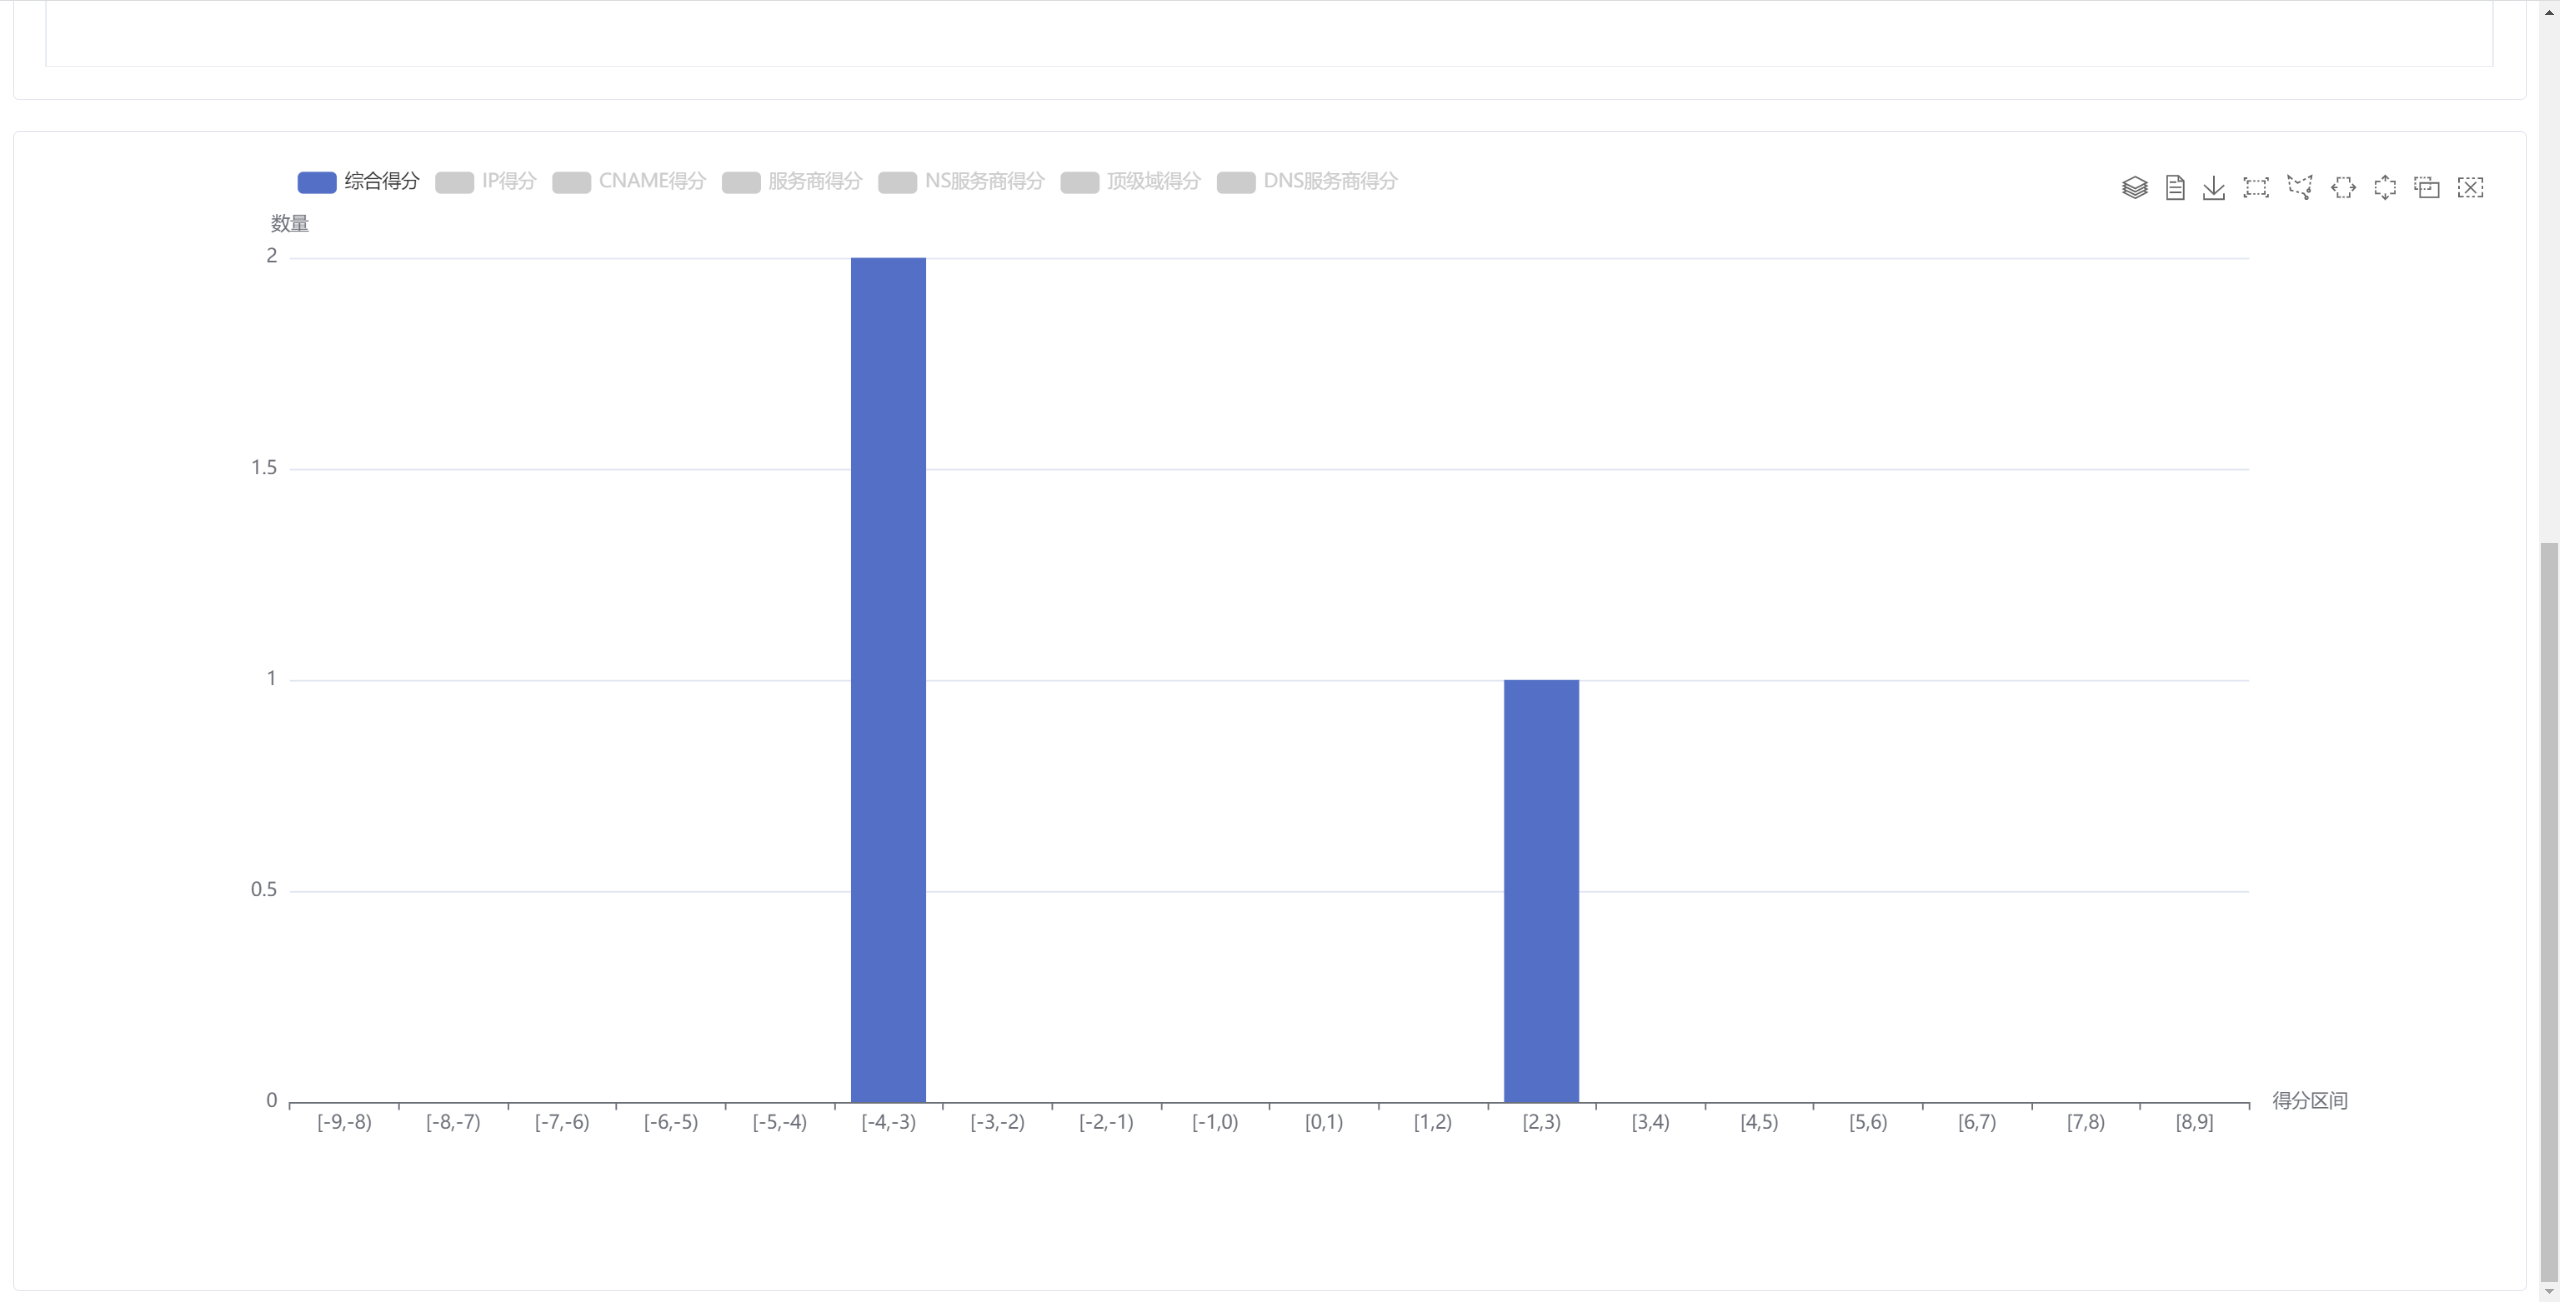 综合得分 IP得分 CNAME得分 服务商得分 NS服务商得分 顶级域得分 DNS服务商得分
数量
2
1.5
1
0.5
0
得分区间
[-9,-8) [-8,-7) [-7,-6) [-6,-5) [-5,-4) [-4,-3) [-3,-2) [-2,-1) [-1,0) [0,1) [1,2) [2,3) [3,4) [4,5) [5,6) [6,7) [7,8) [8,9]